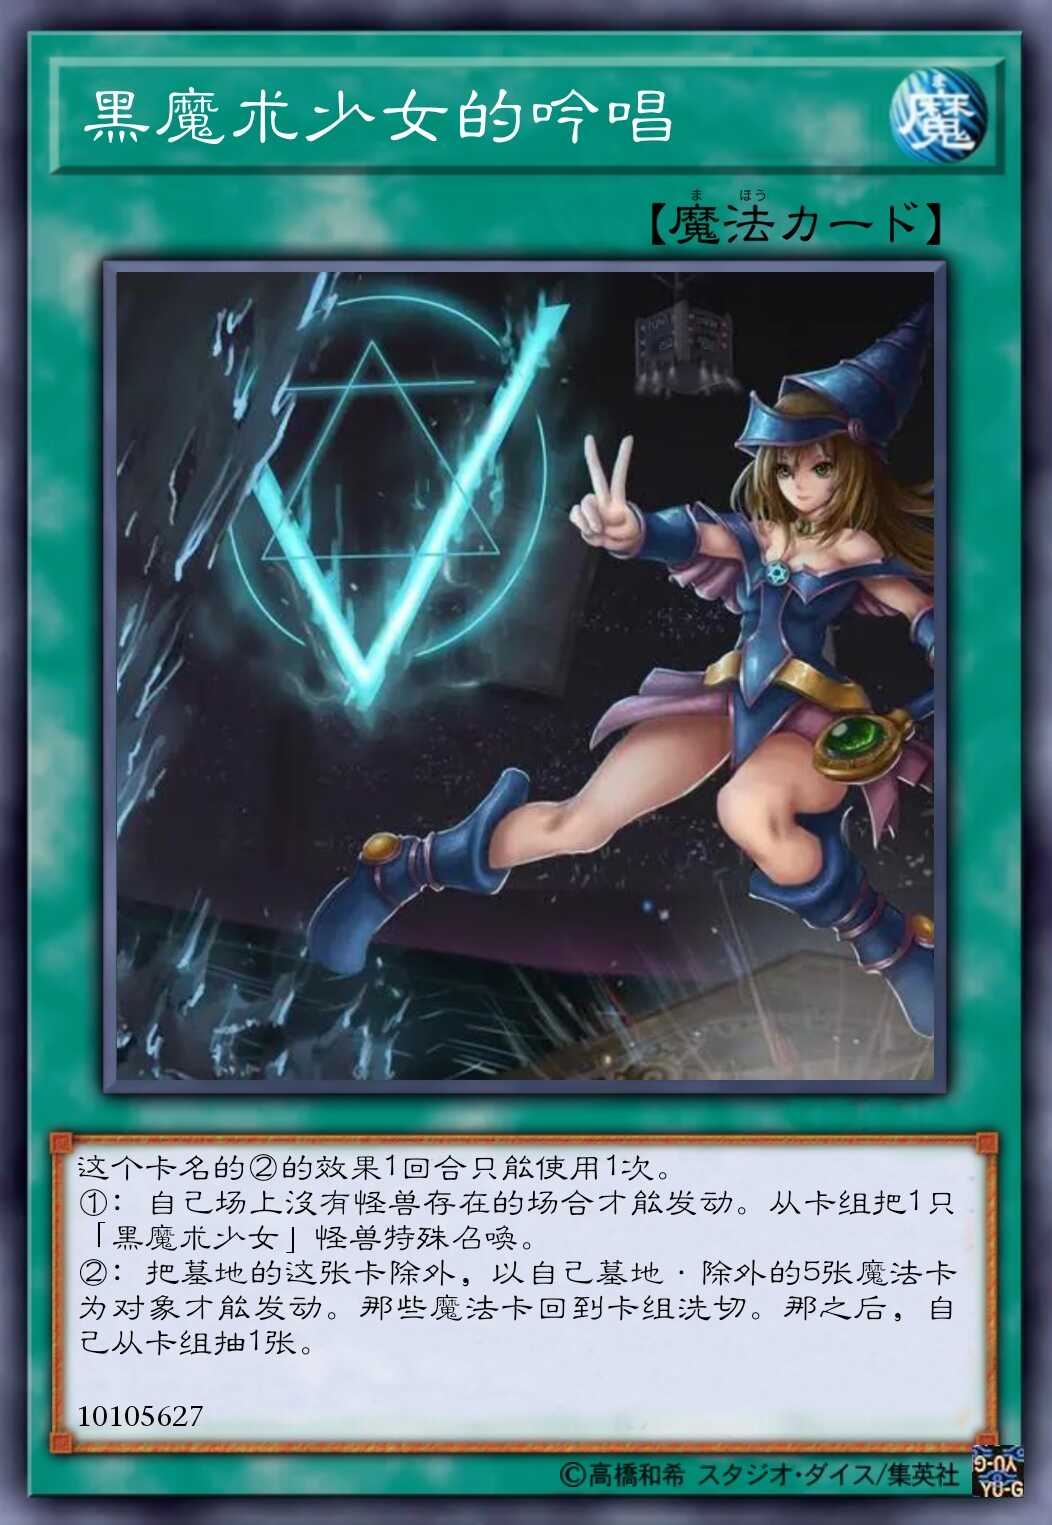 黑魔术少女的吟唱
魔
ま ほう
【魔法カード】
这个卡名的②的效果1回合只能使用1次。
①：自己场上没有怪兽存在的场合才能发动。从卡组把1只
「黑魔术少女」怪兽特殊召唤。
②：把墓地的这张卡除外，以自己墓地·除外的5张魔法卡
为对象才能发动。那些魔法卡回到卡组洗切。那之后，自
己从卡组抽1张。
10105627
©高橋和希 スタジオ・ダイス/集英社
YU-G
YU-G